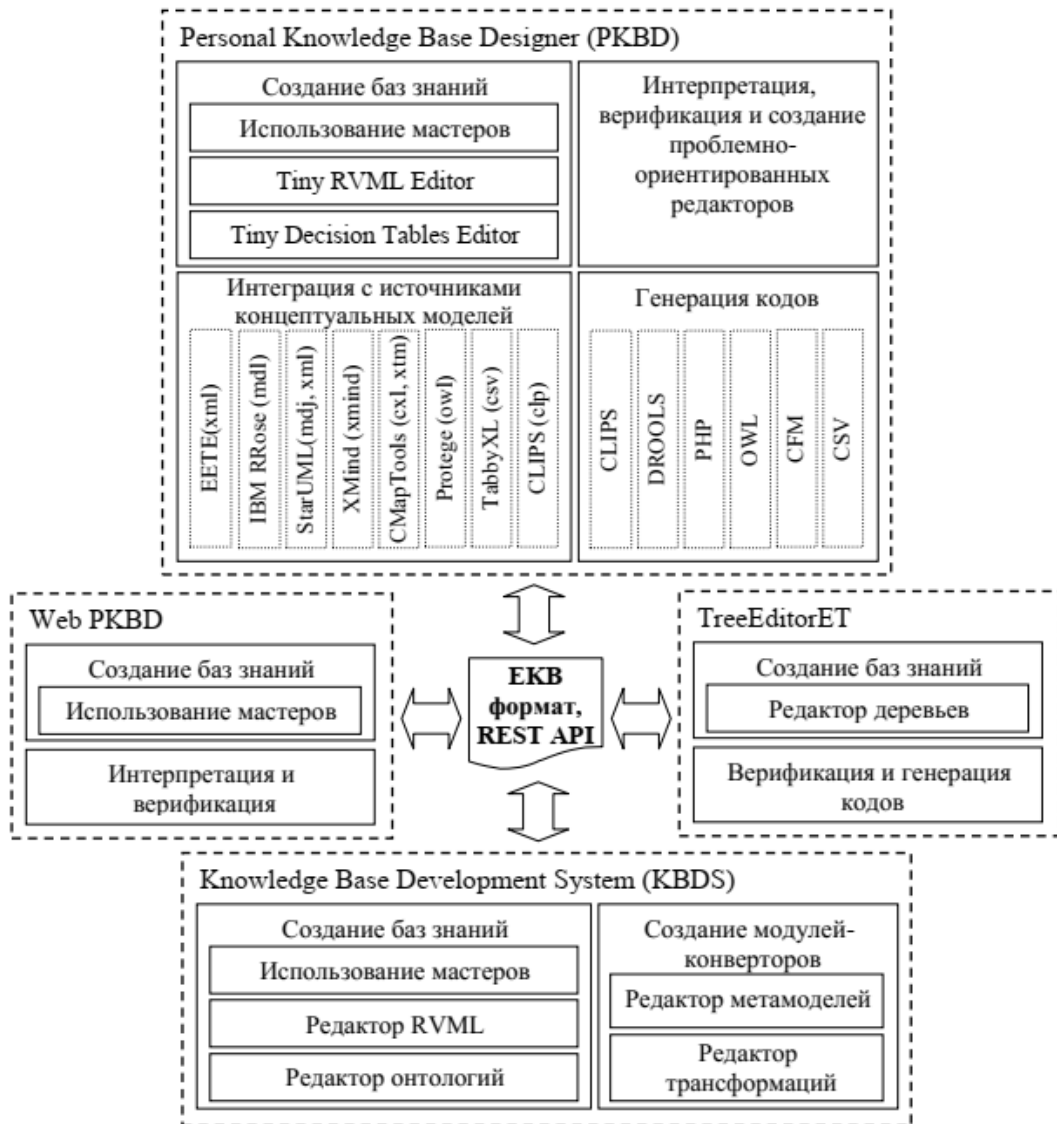 Personal Knowledge Base Designer (PKBD)
Создание баз знаний
Использование мастеров
Tiny RVML Editor
Tiny Decision Tables Editor
Интерпретация,
верификация и создание
проблемно-
ориентированных
редакторов
Интеграция с источниками
концептуальных моделей
EETE(xml)
IBM RRose (mdl)
StarUML(mdj, xml)
XMind (xmind)
CMapTools (cxl, xtm)
Protege (owl)
TabbyXL (csv)
CLIPS (clp)
Генерация кодов
CLIPS
DROOLS
PHP
OWL
CFM
CSV
Web PKBD
Создание баз знаний
Использование мастеров
Интерпретация и
верификация
EKB
формат,
REST API
TreeEditorET
Создание баз знаний
Редактор деревьев
Верификация и генерация
кодов
Knowledge Base Development System (KBDS)
Создание баз знаний
Использование мастеров
Редактор RVML
Редактор онтологий
Создание модулей-
конверторов
Редактор метамоделей
Редактор
трансформаций